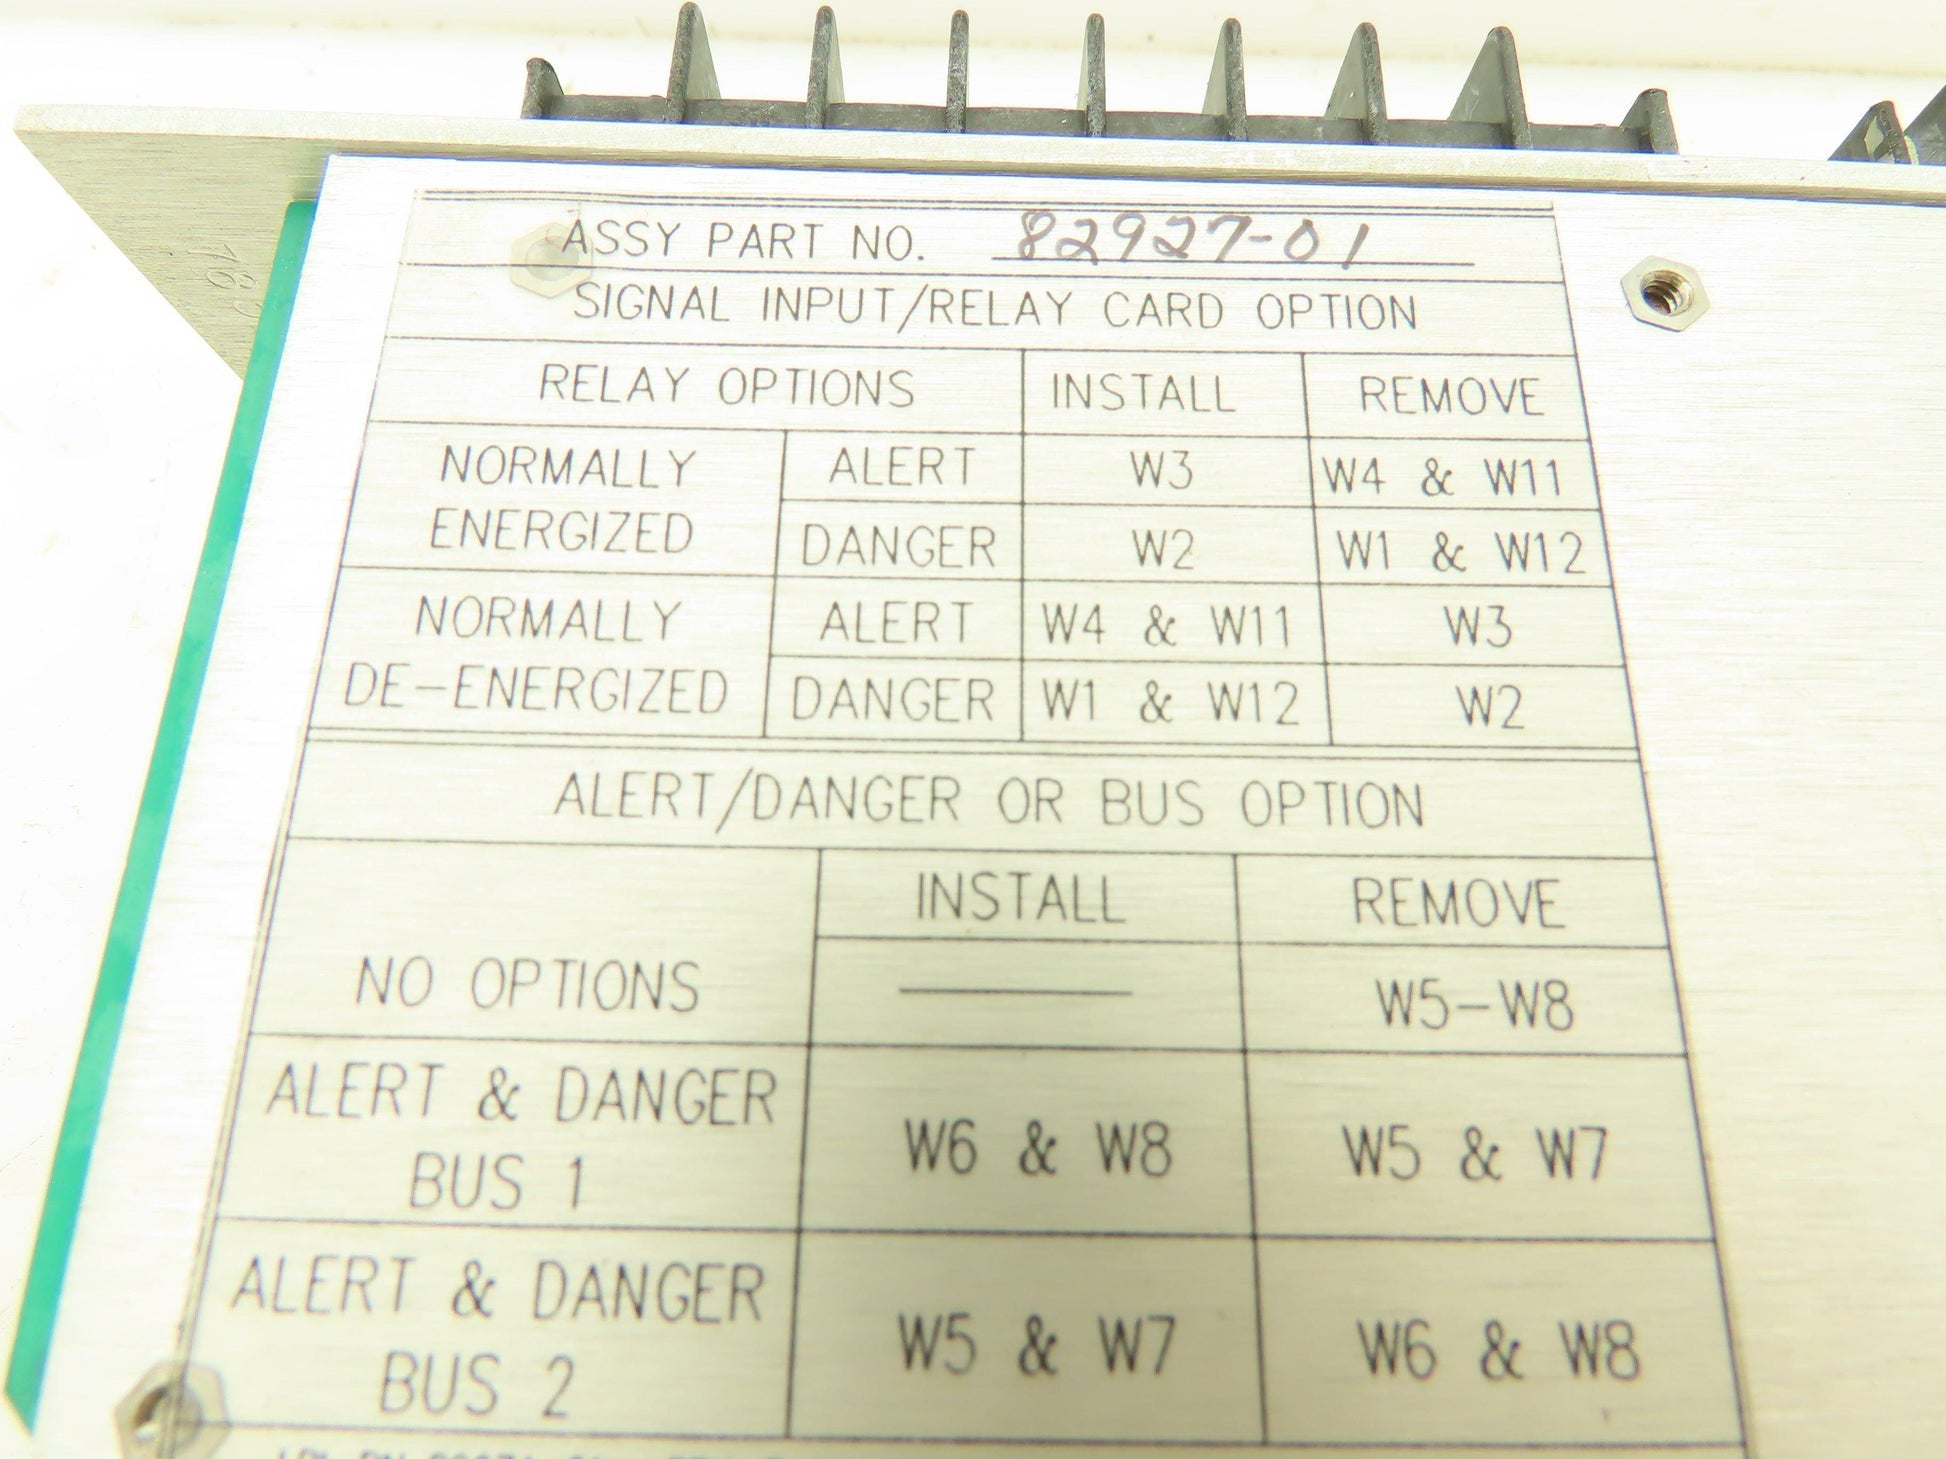 ASSY PART NO. 82927-01
SIGNAL INPUT/RELAY CARD OPTION
RELAY OPTIONS INSTALL REMOVE
NORMALLY ENERGIZED ALERT W3 W4 & W11
DANGER W2 W1 & W12
NORMALLY DE-ENERGIZED ALERT W4 & W11 W3
DANGER W1 & W12 W2
ALERT/DANGER OR BUS OPTION
INSTALL REMOVE
NO OPTIONS — W5-W8
ALERT & DANGER BUS 1 W6 & W8 W5 & W7
ALERT & DANGER BUS 2 W5 & W7 W6 & W8